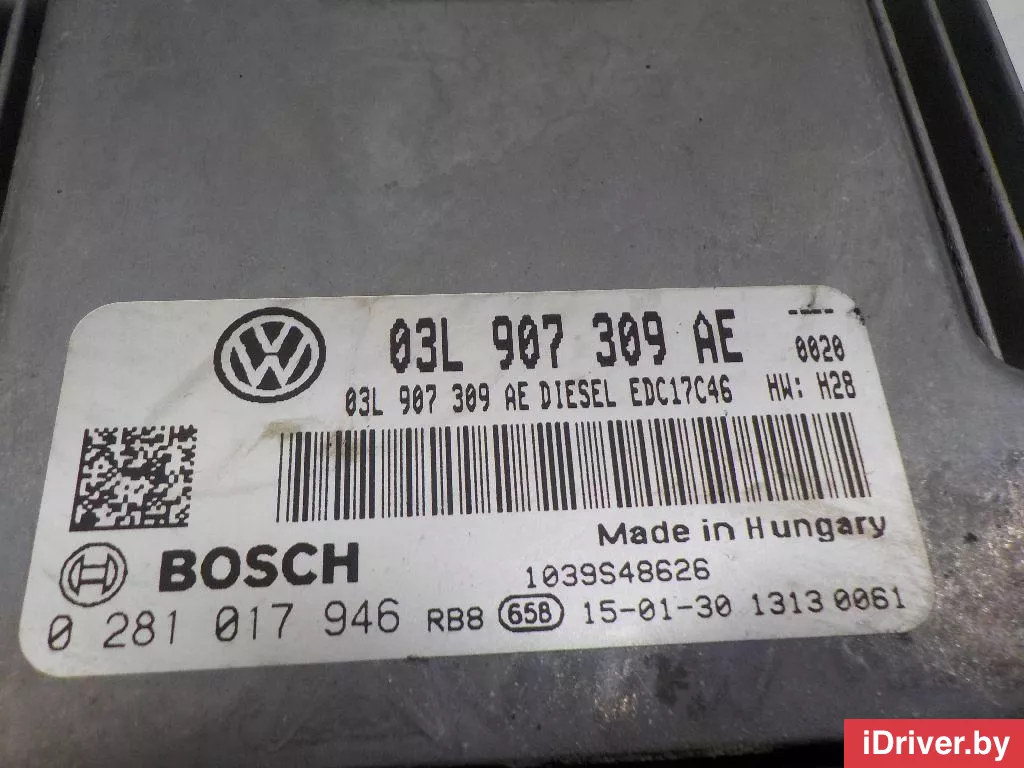 03L 907 309 AE
----
0020
03L 907 309 AE DIESEL EDC17C46 HW: H28
Made in Hungary
BOSCH
1039S48626
0 281 017 946 RB8 65B 15-01-30 1313 0061
iDriver.by